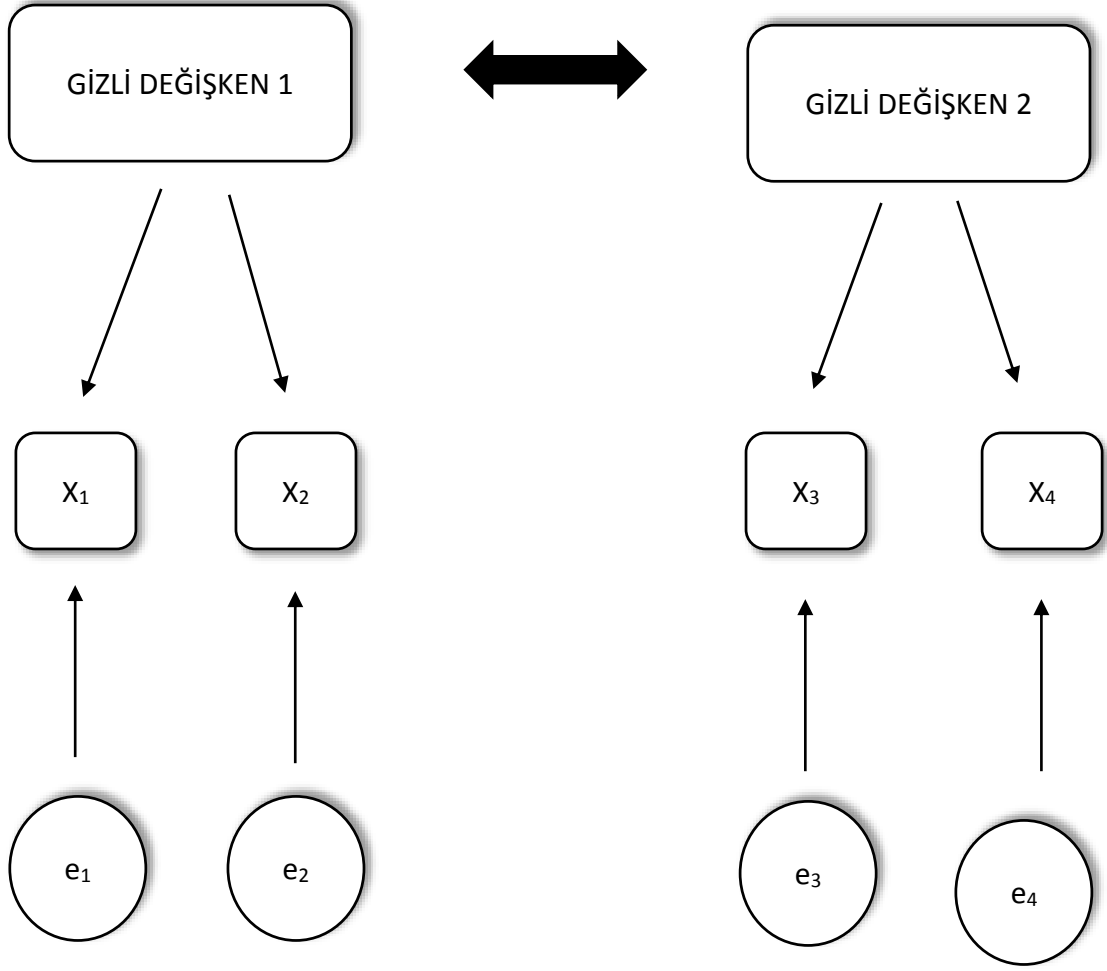 GİZLİ DEĞİŞKEN 1
GİZLİ DEĞİŞKEN 2
X₁ X₂ X₃ X₄
e₁ e₂ e₃ e₄